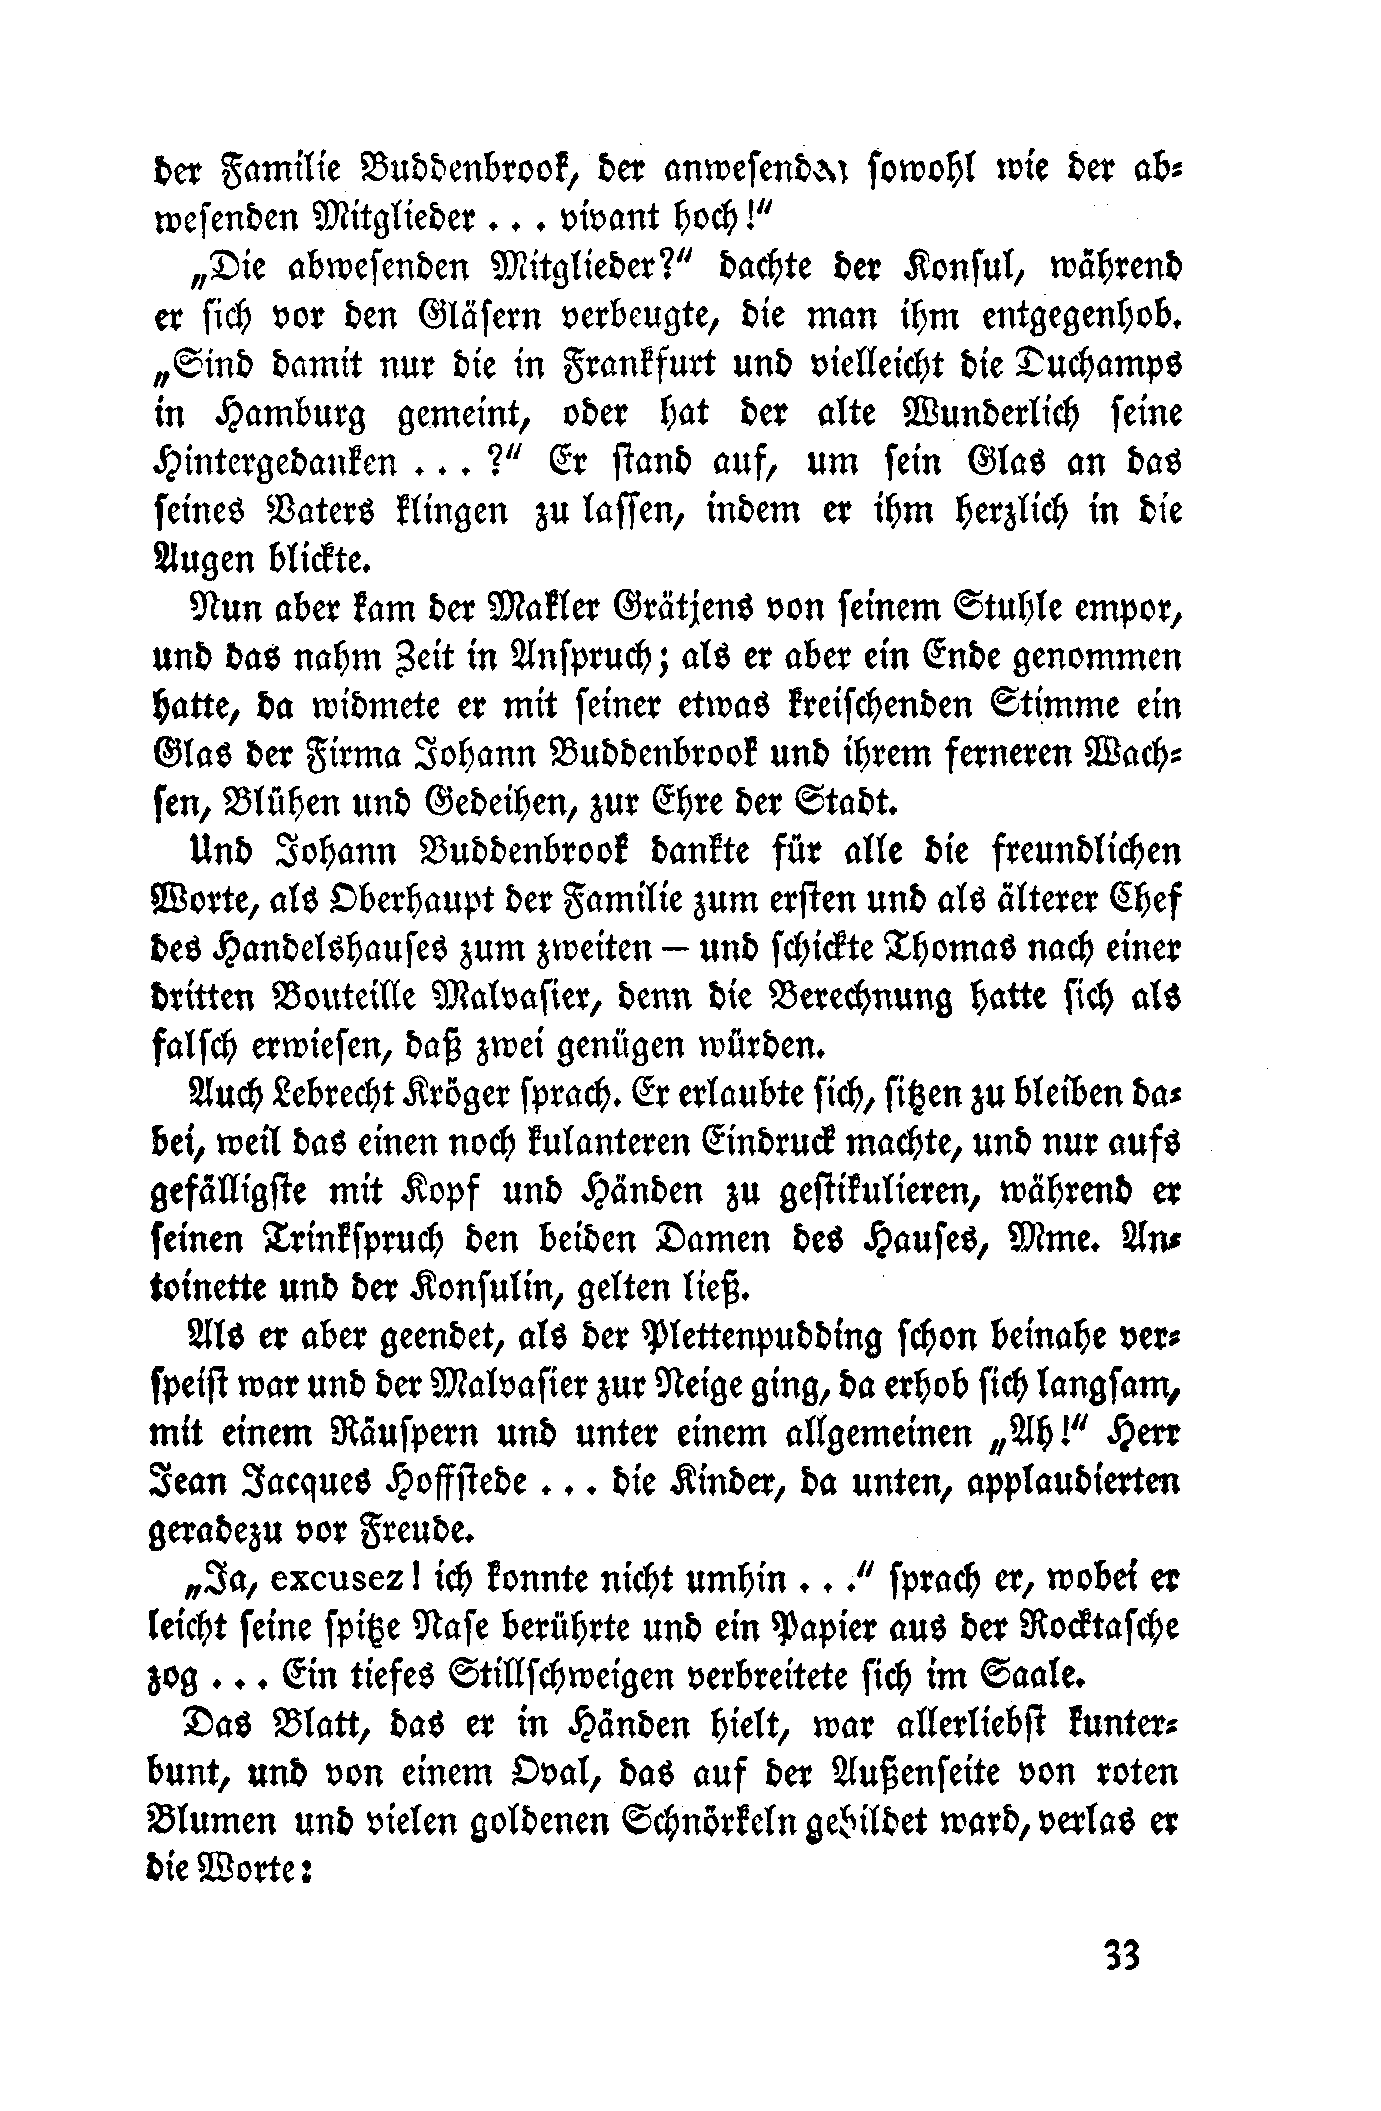 der Familie Buddenbrook, der anwesenden sowohl wie der ab-
wesenden Mitglieder . . . vivant hoch!“
„Die abwesenden Mitglieder?“ dachte der Konsul, während
er sich vor den Gläsern verbeugte, die man ihm entgegenhob.
„Sind damit nur die in Frankfurt und vielleicht die Duchamps
in Hamburg gemeint, oder hat der alte Wunderlich seine
Hintergedanken . . . ?“ Er stand auf, um sein Glas an das
seines Vaters klingen zu lassen, indem er ihm herzlich in die
Augen blickte.
Nun aber kam der Makler Grätjens von seinem Stuhle empor,
und das nahm Zeit in Anspruch; als er aber ein Ende genommen
hatte, da widmete er mit seiner etwas kreischenden Stimme ein
Glas der Firma Johann Buddenbrook und ihrem ferneren Wach-
sen, Blühen und Gedeihen, zur Ehre der Stadt.
Und Johann Buddenbrook dankte für alle die freundlichen
Worte, als Oberhaupt der Familie zum ersten und als älterer Chef
des Handelshauses zum zweiten — und schickte Thomas nach einer
dritten Bouteille Malvasier, denn die Berechnung hatte sich als
falsch erwiesen, daß zwei genügen würden.
Auch Lebrecht Kröger sprach. Er erlaubte sich, sitzen zu bleiben da-
bei, weil das einen noch kulanteren Eindruck machte, und nur aufs
gefälligste mit Kopf und Händen zu gestikulieren, während er
seinen Trinkspruch den beiden Damen des Hauses, Mme. An-
toinette und der Konsulin, gelten ließ.
Als er aber geendet, als der Plettenpudding schon beinahe ver-
speist war und der Malvasier zur Neige ging, da erhob sich langsam,
mit einem Räuspern und unter einem allgemeinen „Ah!“ Herr
Jean Jacques Hoffstede . . . die Kinder, da unten, applaudierten
geradezu vor Freude.
„Ja, excusez! ich konnte nicht umhin . . .“ sprach er, wobei er
leicht seine spitze Nase berührte und ein Papier aus der Rocktasche
zog . . . Ein tiefes Stillschweigen verbreitete sich im Saale.
Das Blatt, das er in Händen hielt, war allerliebst kunter-
bunt, und von einem Oval, das auf der Außenseite von roten
Blumen und vielen goldenen Schnörkeln gebildet ward, verlas er
die Worte:
33